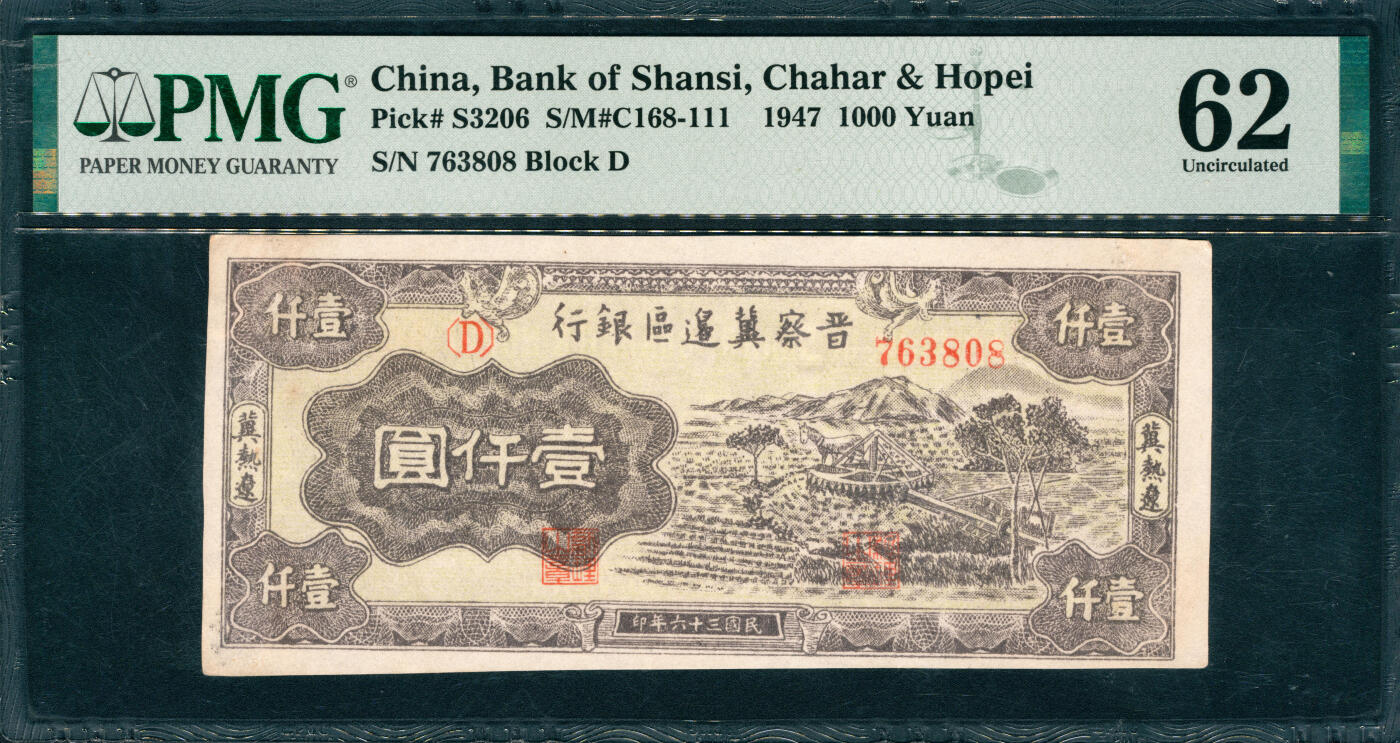 PMG®
PAPER MONEY GUARANTY
China, Bank of Shansi, Chahar & Hopei
Pick# S3206 S/M#C168-111 1947 1000 Yuan
S/N 763808 Block D
62
Uncirculated
壹仟
行銀區邊冀察晋
壹仟
(D)
763808
圓仟壹
冀熱遼
冀熱遼
壹仟
壹仟
印年六十三國民